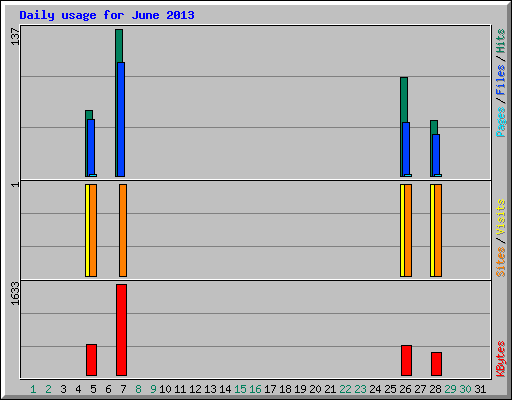 Daily usage for June 2013
137
Pages/Files/Hits
1
Sites/Visits
1633
KBytes
1 2 3 4 5 6 7 8 9 10 11 12 13 14 15 16 17 18 19 20 21 22 23 24 25 26 27 28 29 30 31